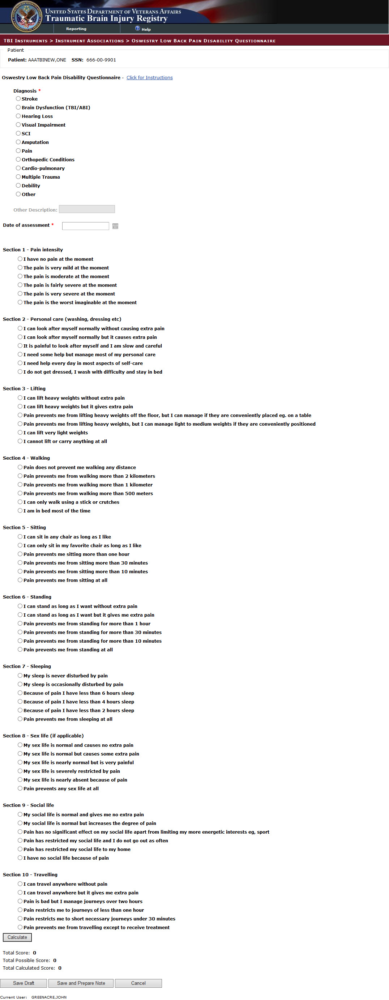 UNITED STATES DEPARTMENT OF VETERANS AFFAIRS
Traumatic Brain Injury Registry
Reporting
? Help
TBI INSTRUMENTS > INSTRUMENT ASSOCIATIONS > OSWESTRY LOW BACK PAIN DISABILITY QUESTIONNAIRE
Patient
Patient: AAATBINEW,ONE SSN: 666-00-9901
Oswestry Low Back Pain Disability Questionnaire - Click for Instructions
Diagnosis *
Stroke
Brain Dysfunction (TBI/ABI)
Hearing Loss
Visual Impairment
SCI
Amputation
Pain
Orthopedic Conditions
Cardio-pulmonary
Multiple Trauma
Debility
Other
Other Description:
Date of assessment *
Section 1 - Pain intensity
I have no pain at the moment
The pain is very mild at the moment
The pain is moderate at the moment
The pain is fairly severe at the moment
The pain is very severe at the moment
The pain is the worst imaginable at the moment
Section 2 - Personal care (washing, dressing etc)
I can look after myself normally without causing extra pain
I can look after myself normally but it causes extra pain
It is painful to look after myself and I am slow and careful
I need some help but manage most of my personal care
I need help every day in most aspects of self-care
I do not get dressed, I wash with difficulty and stay in bed
Section 3 - Lifting
I can lift heavy weights without extra pain
I can lift heavy weights but it gives extra pain
Pain prevents me from lifting heavy weights off the floor, but I can manage if they are conveniently placed eg. on a table
Pain prevents me from lifting heavy weights, but I can manage light to medium weights if they are conveniently positioned
I can lift very light weights
I cannot lift or carry anything at all
Section 4 - Walking
Pain does not prevent me walking any distance
Pain prevents me from walking more than 2 kilometers
Pain prevents me from walking more than 1 kilometer
Pain prevents me from walking more than 500 meters
I can only walk using a stick or crutches
I am in bed most of the time
Section 5 - Sitting
I can sit in any chair as long as I like
I can only sit in my favorite chair as long as I like
Pain prevents me sitting more than one hour
Pain prevents me from sitting more than 30 minutes
Pain prevents me from sitting more than 10 minutes
Pain prevents me from sitting at all
Section 6 - Standing
I can stand as long as I want without extra pain
I can stand as long as I want but it gives me extra pain
Pain prevents me from standing for more than 1 hour
Pain prevents me from standing for more than 30 minutes
Pain prevents me from standing for more than 10 minutes
Pain prevents me from standing at all
Section 7 - Sleeping
My sleep is never disturbed by pain
My sleep is occasionally disturbed by pain
Because of pain I have less than 6 hours sleep
Because of pain I have less than 4 hours sleep
Because of pain I have less than 2 hours sleep
Pain prevents me from sleeping at all
Section 8 - Sex life (if applicable)
My sex life is normal and causes no extra pain
My sex life is normal but causes some extra pain
My sex life is nearly normal but is very painful
My sex life is severely restricted by pain
My sex life is nearly absent because of pain
Pain prevents any sex life at all
Section 9 - Social life
My social life is normal and gives me no extra pain
My social life is normal but increases the degree of pain
Pain has no significant effect on my social life apart from limiting my more energetic interests eg, sport
Pain has restricted my social life and I do not go out as often
Pain has restricted my social life to my home
I have no social life because of pain
Section 10 - Travelling
I can travel anywhere without pain
I can travel anywhere but it gives me extra pain
Pain is bad but I manage journeys over two hours
Pain restricts me to journeys of less than one hour
Pain restricts me to short necessary journeys under 30 minutes
Pain prevents me from travelling except to receive treatment
Calculate
Total Score: 0
Total Possible Score: 0
Total Calculated Score: 0
Save Draft Save and Prepare Note Cancel
Current User: GREENACRE,JOHN